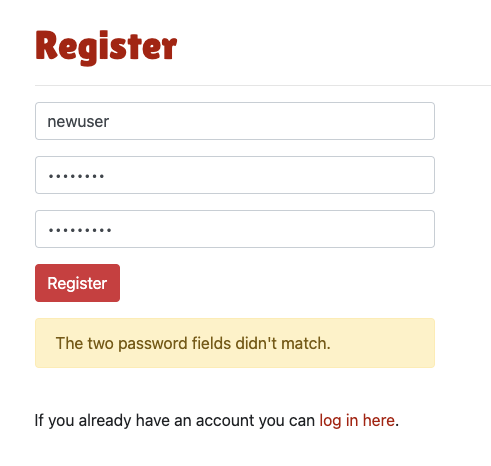 Register
newuser
••••••••
•••••••••
Register
The two password fields didn't match.
If you already have an account you can log in here.